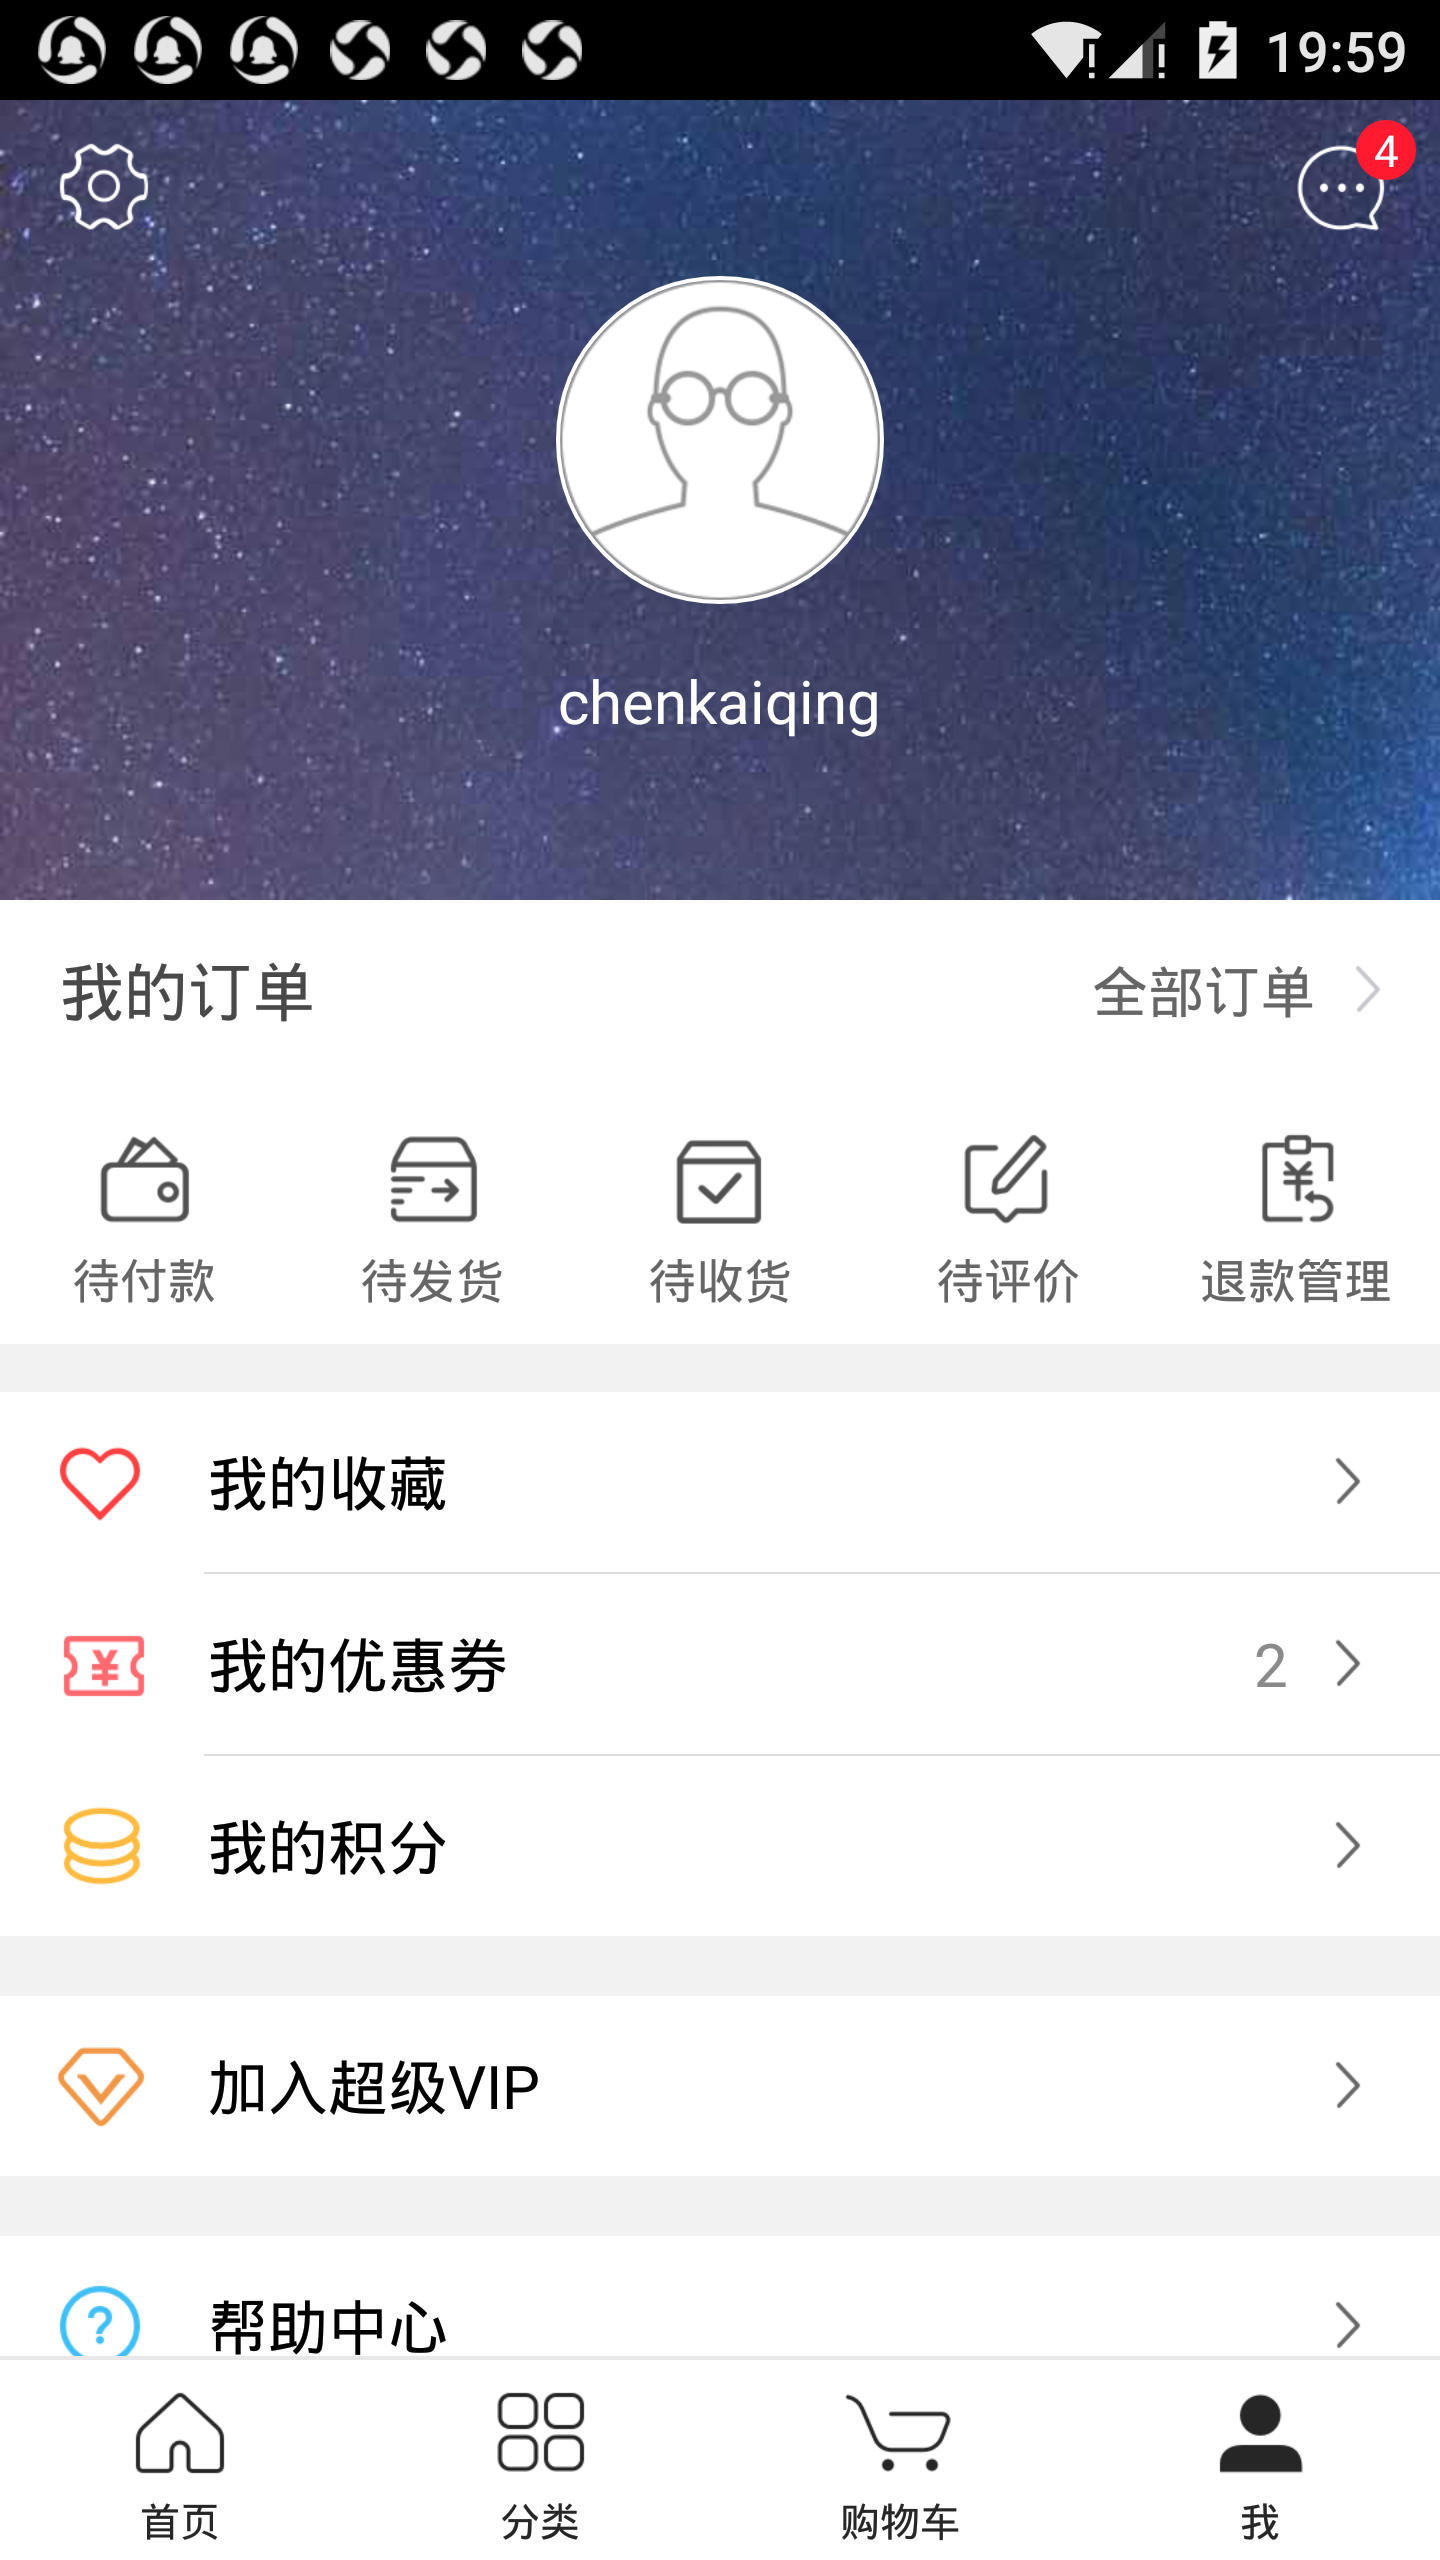 19:59
4
chenkaiqing
我的订单 全部订单
待付款 待发货 待收货 待评价 退款管理
我的收藏
我的优惠券 2
我的积分
加入超级VIP
帮助中心
首页 分类 购物车 我